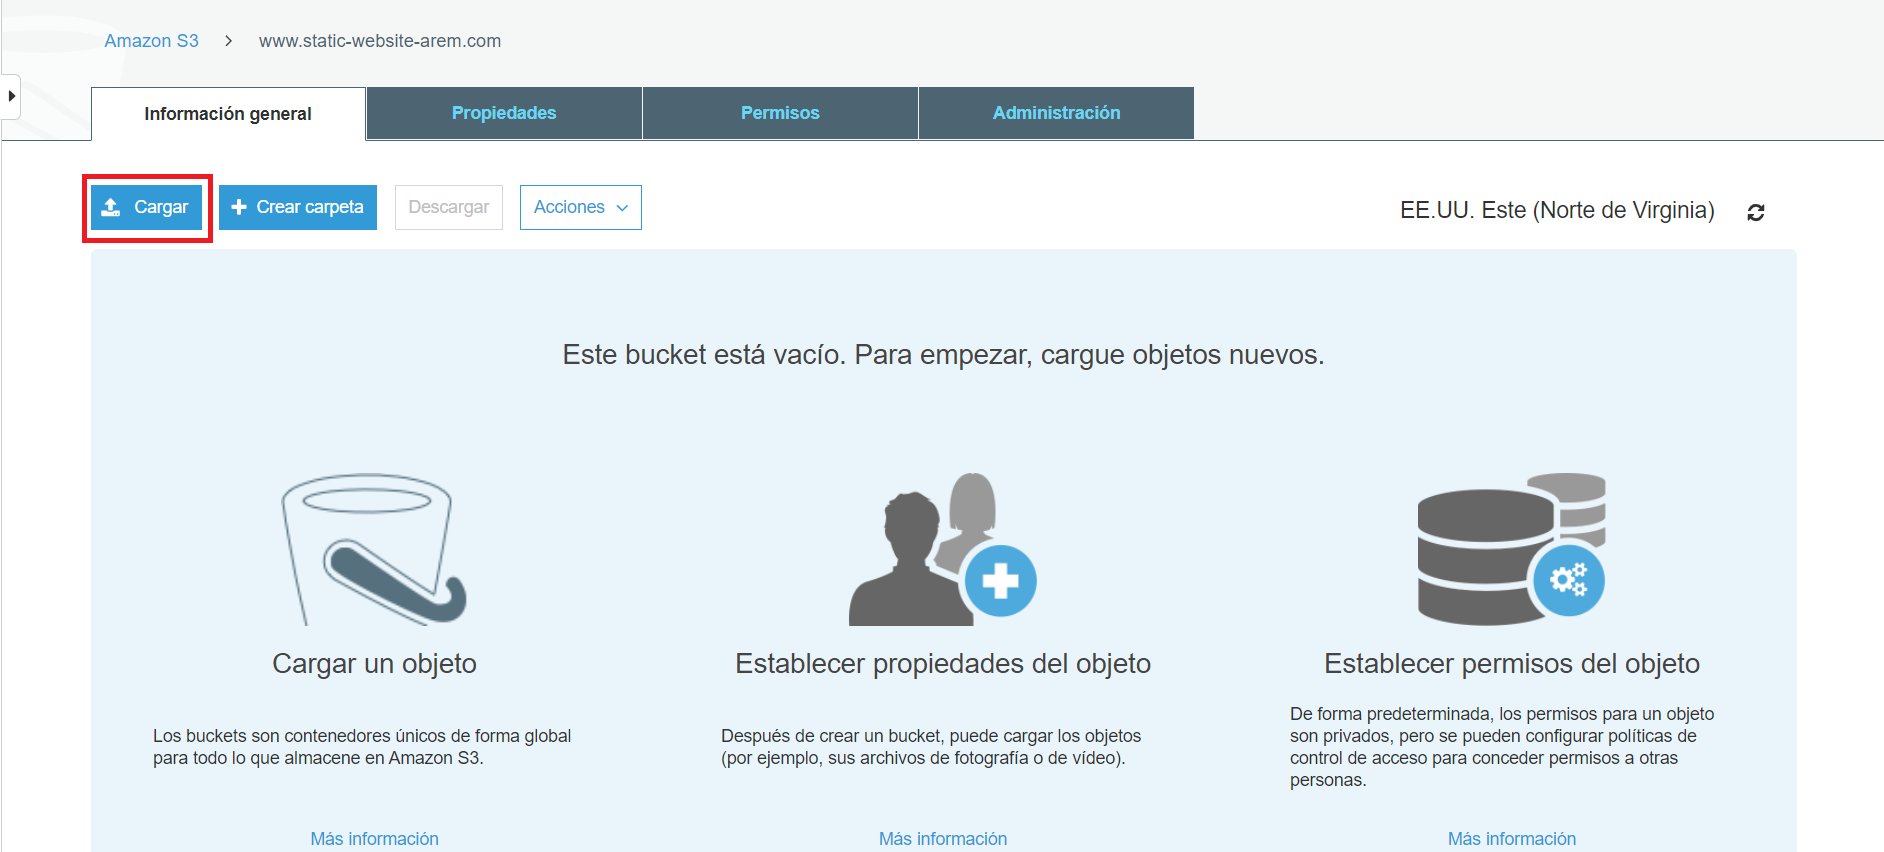 Amazon S3 > www.static-website-arem.com
Información general Propiedades Permisos Administración
Cargar Crear carpeta Descargar Acciones EE.UU. Este (Norte de Virginia)
Este bucket está vacío. Para empezar, cargue objetos nuevos.
Cargar un objeto
Los buckets son contenedores únicos de forma global
para todo lo que almacene en Amazon S3.
Más información
Establecer propiedades del objeto
Después de crear un bucket, puede cargar los objetos
(por ejemplo, sus archivos de fotografía o de vídeo).
Más información
Establecer permisos del objeto
De forma predeterminada, los permisos para un objeto
son privados, pero se pueden configurar políticas de
control de acceso para conceder permisos a otras
personas.
Más información